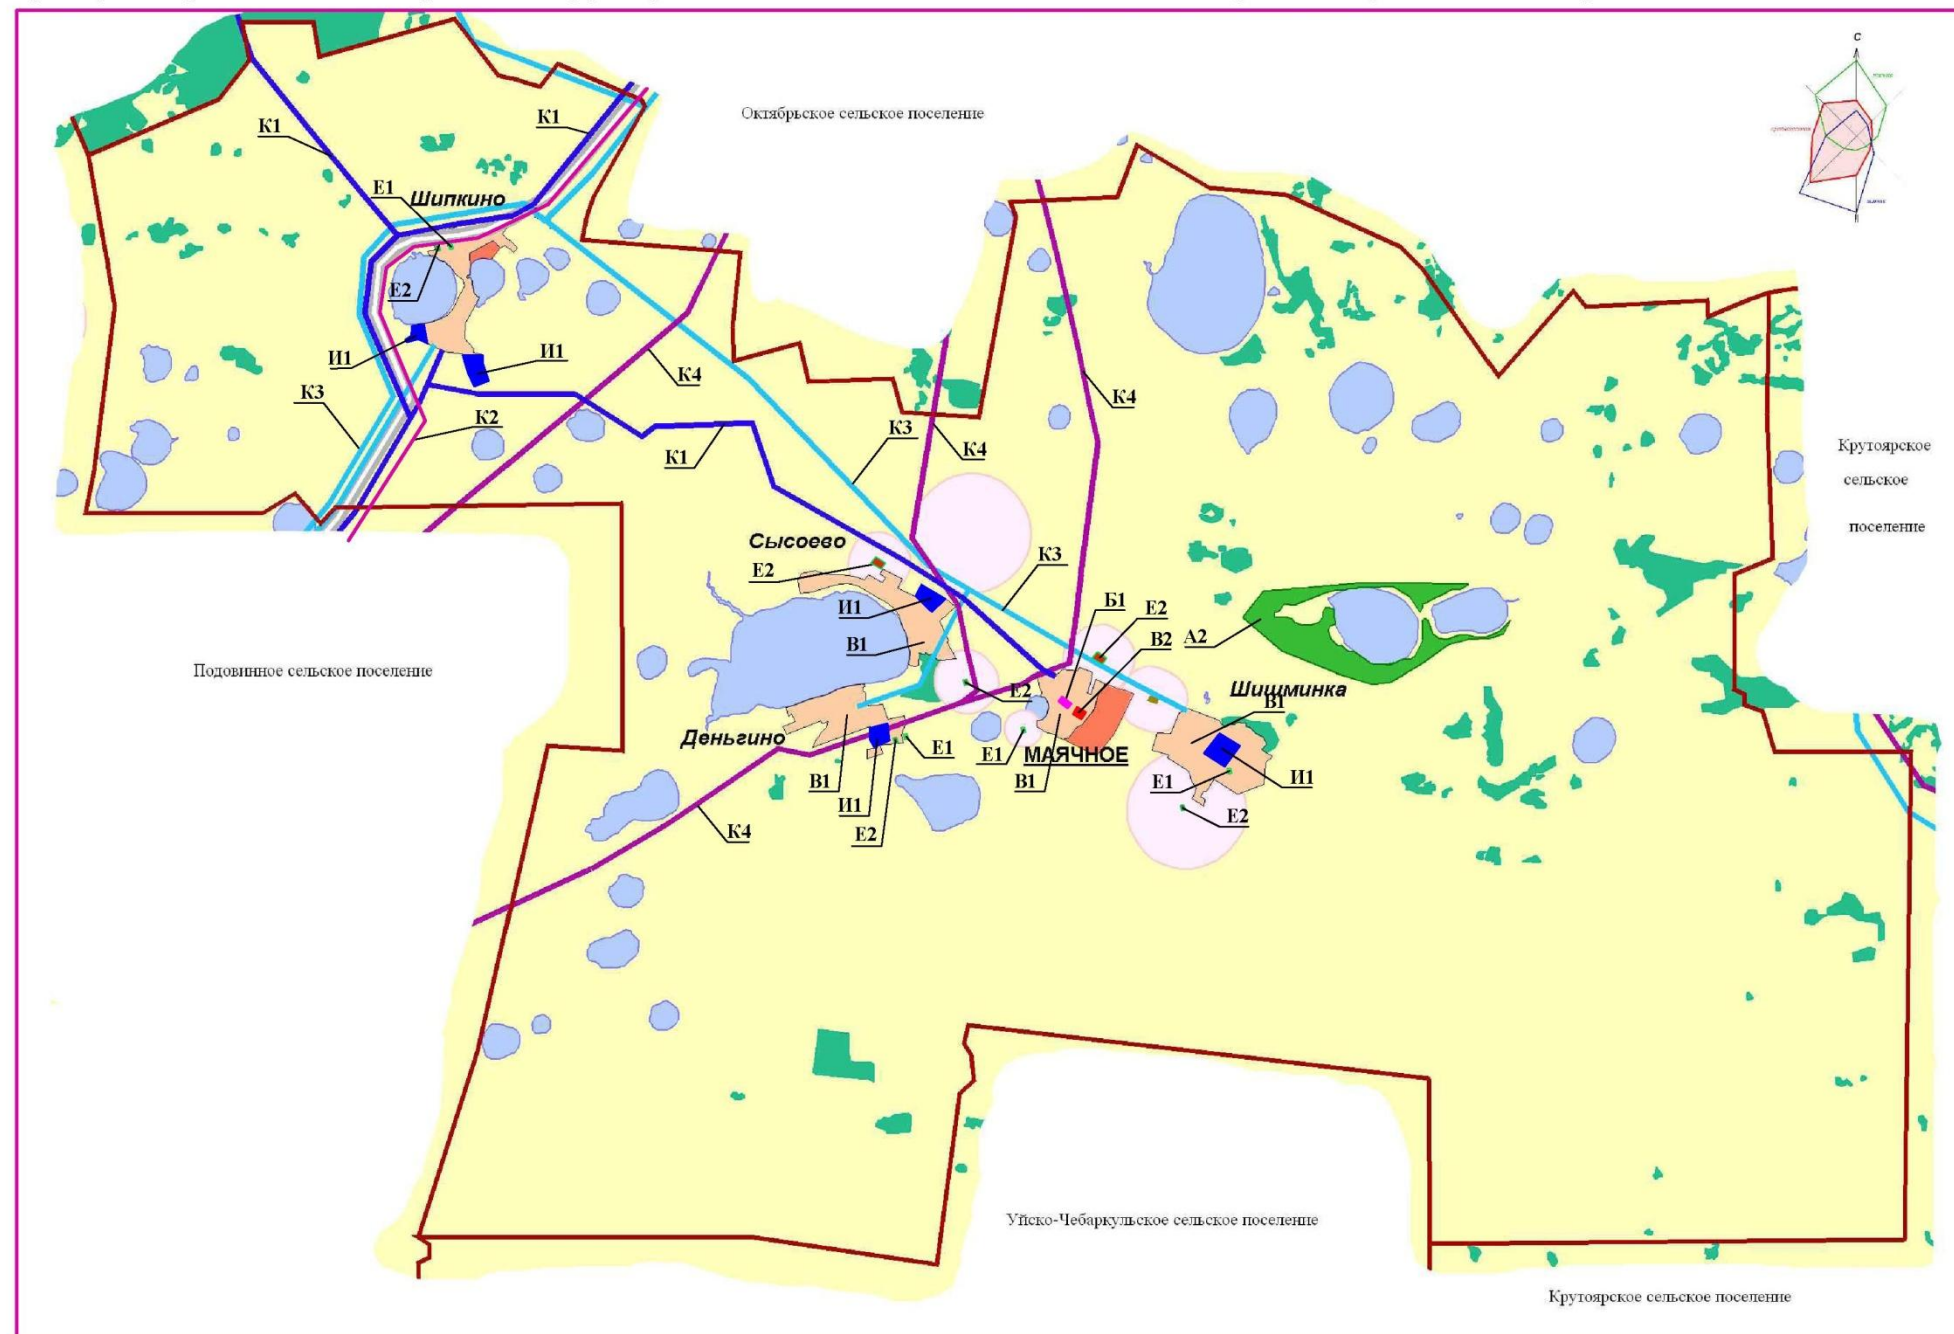 С
Октябрьское сельское поселение
К1
К1
Е1
Шипкино
Е2
И1
И1
К4
К4
К3
К2
К3
К4
К1
Крутоярское
сельское
поселение
Сысоево
К3
Е2
И1
Б1
Е2
В1
В2
А2
Подовинное сельское поселение
Е2
Шишминка
В1
Деньгино
Е1
Е1
МАЯЧНОЕ
В1
И1
В1
Е1
И1
К4
Е2
Е2
Уйско-Чебаркульское сельское поселение
Крутоярское сельское поселение